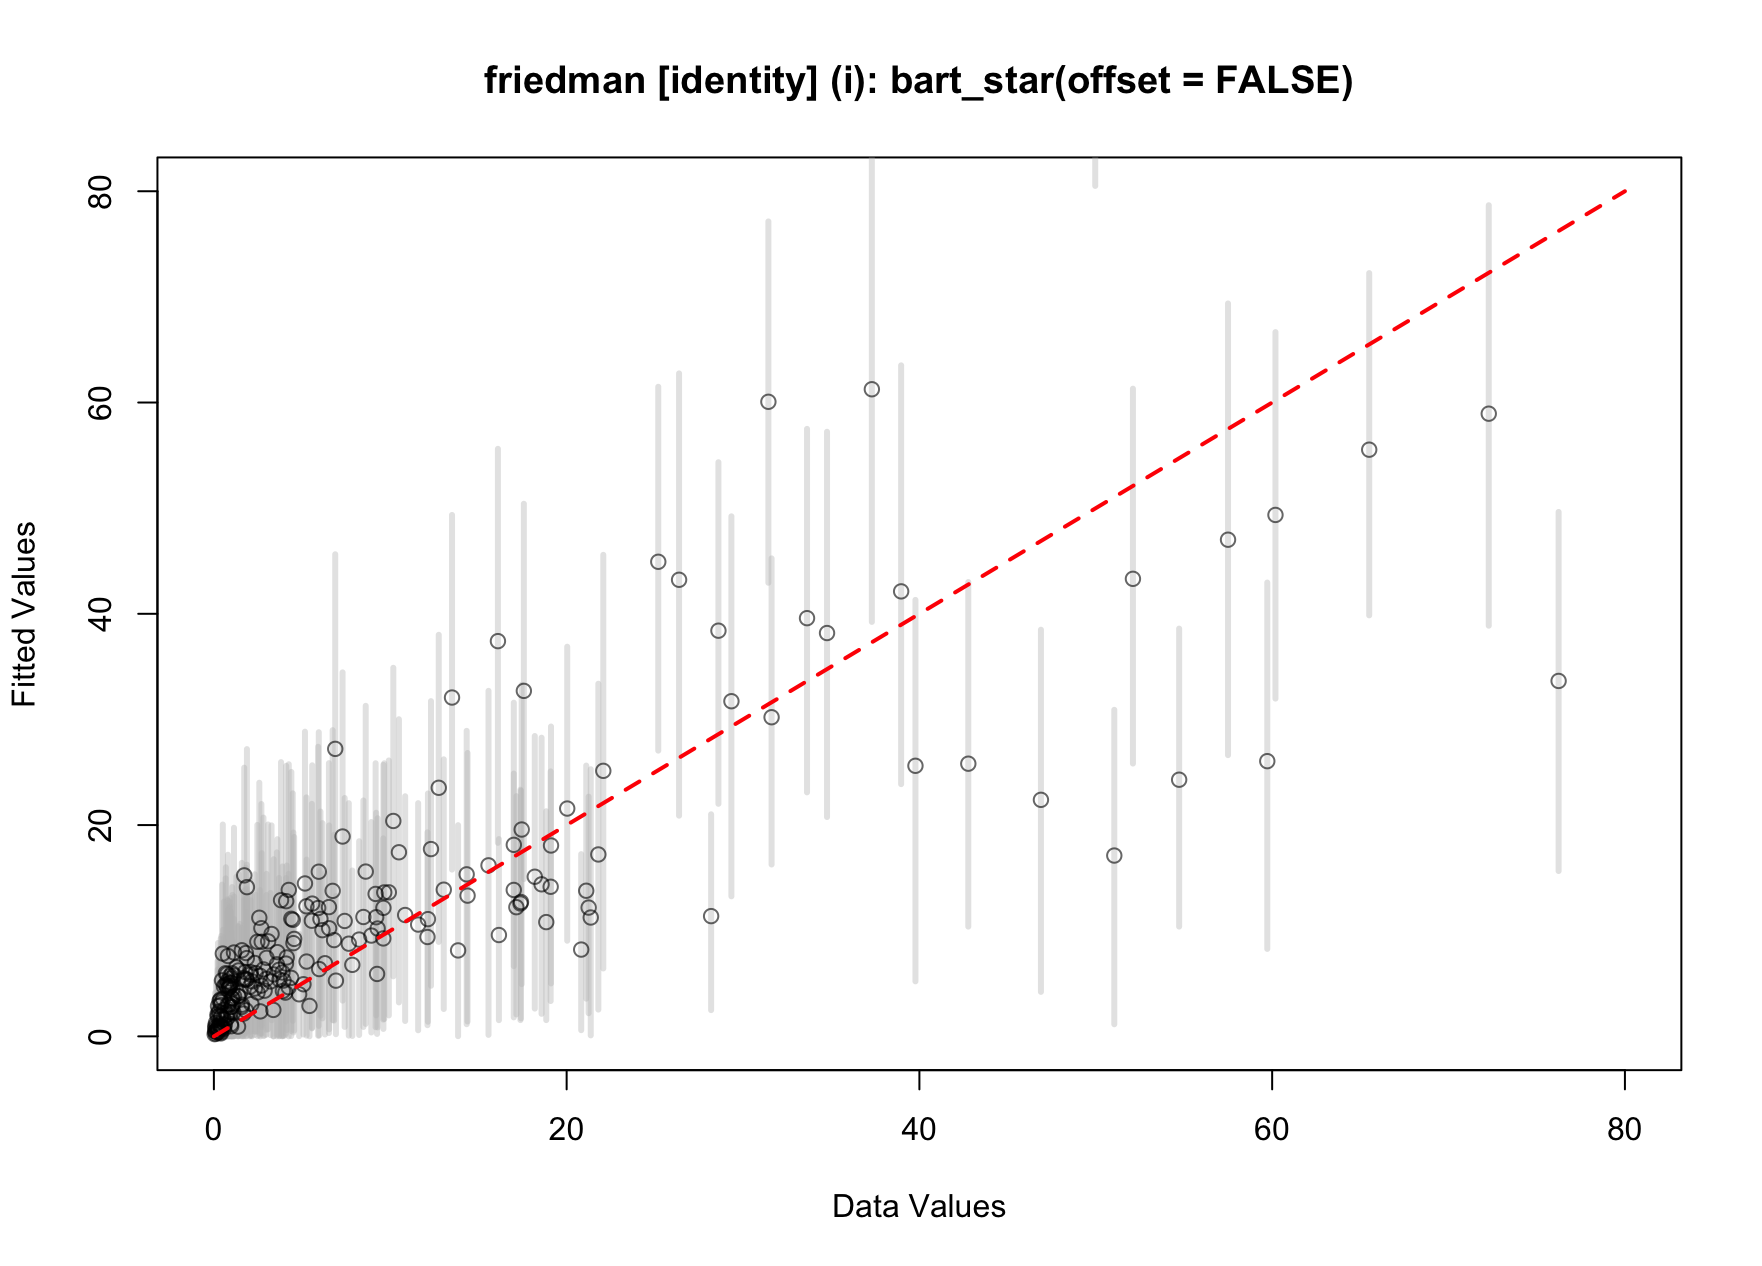 friedman [identity] (i): bart_star(offset = FALSE)
80
60
40
20
0
Fitted Values
0 20 40 60 80
Data Values